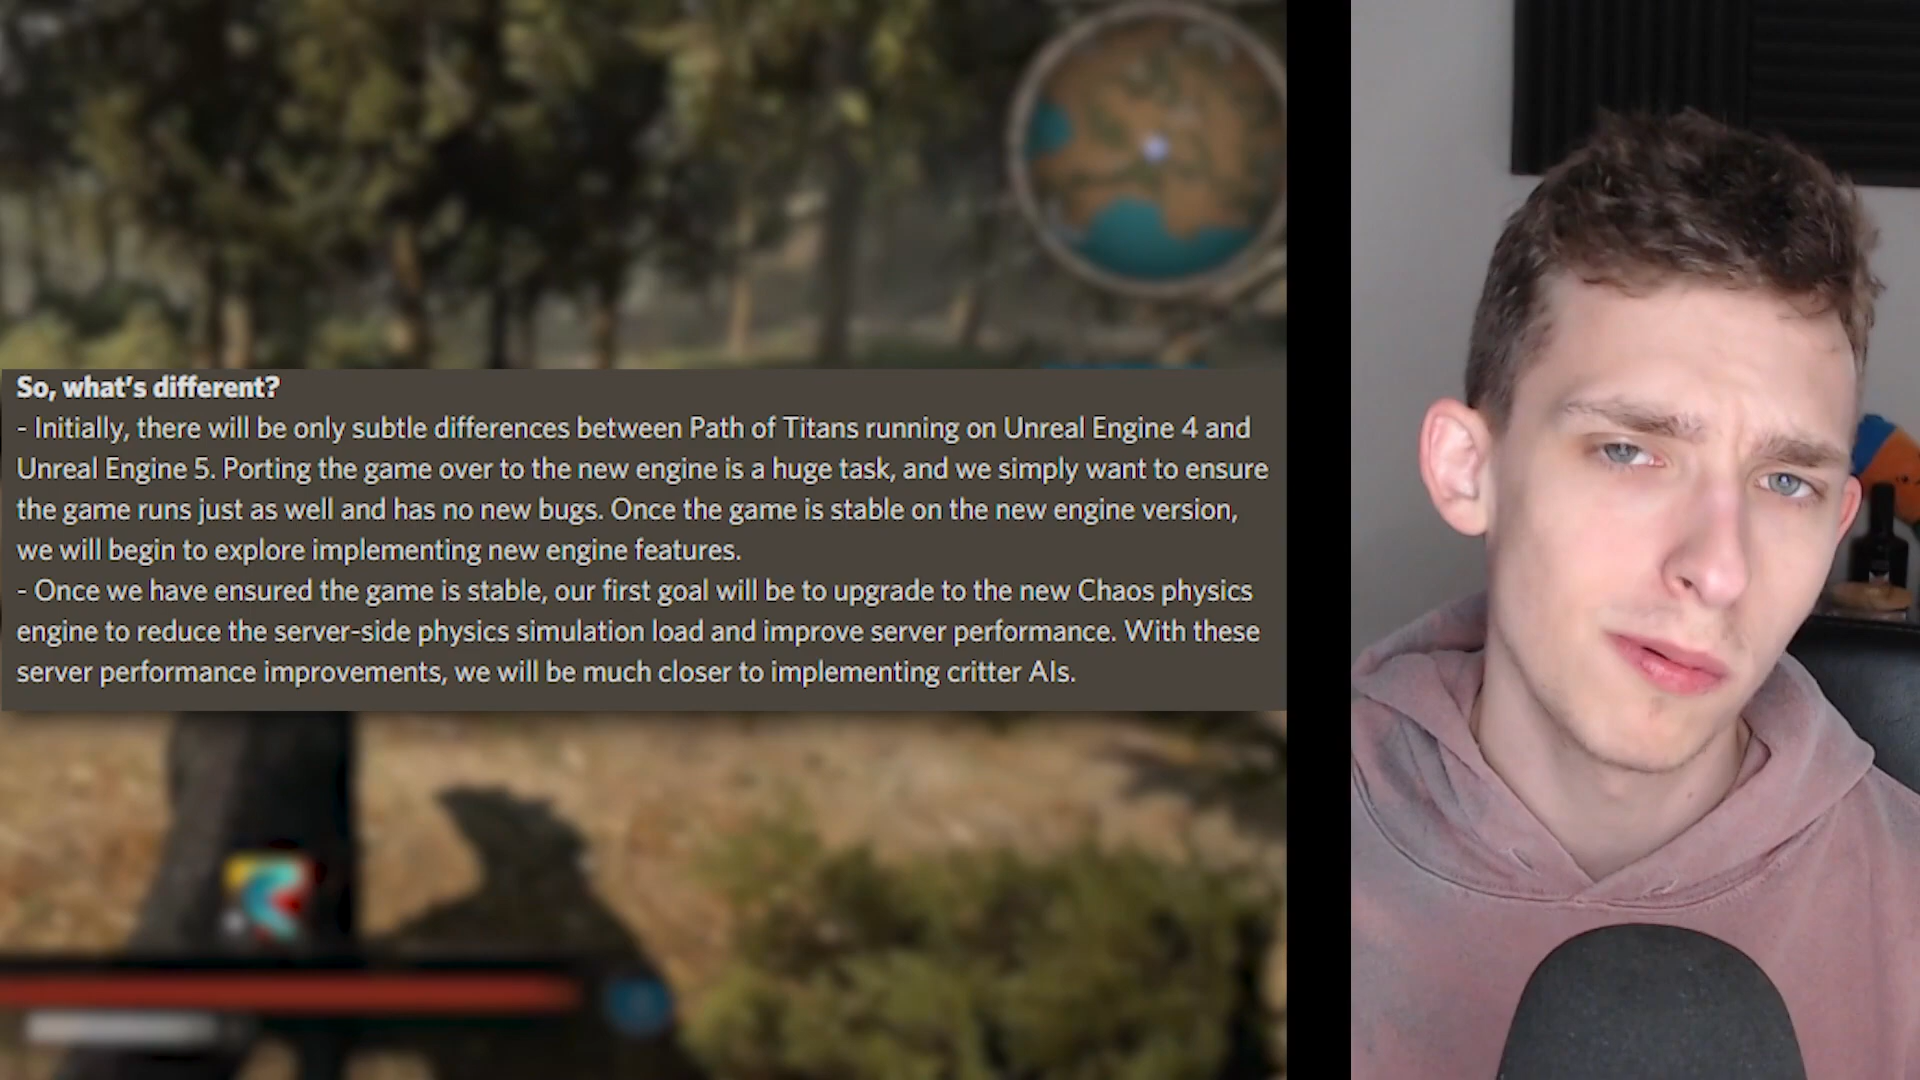 So, what's different?
- Initially, there will be only subtle differences between Path of Titans running on Unreal Engine 4 and
Unreal Engine 5. Porting the game over to the new engine is a huge task, and we simply want to ensure
the game runs just as well and has no new bugs. Once the game is stable on the new engine version,
we will begin to explore implementing new engine features.
- Once we have ensured the game is stable, our first goal will be to upgrade to the new Chaos physics
engine to reduce the server-side physics simulation load and improve server performance. With these
server performance improvements, we will be much closer to implementing critter AIs.